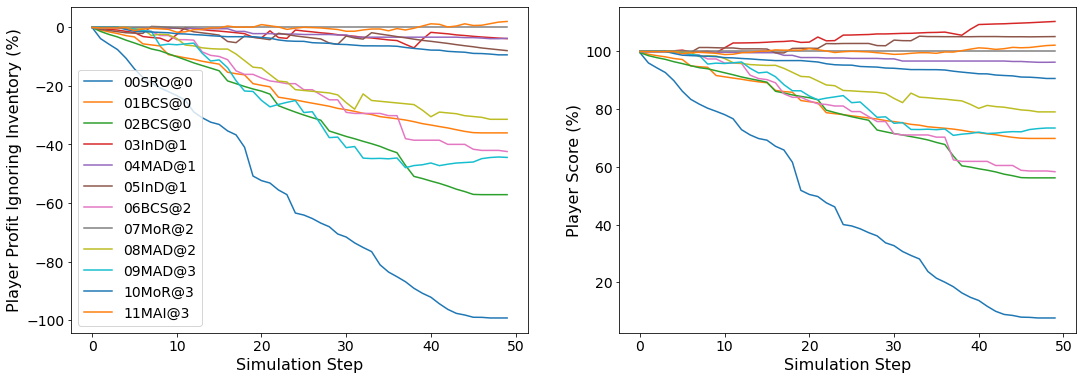 Player Profit Ignoring Inventory (%)
0
−20
−40
−60
−80
−100
00SRO@0
01BCS@0
02BCS@0
03InD@1
04MAD@1
05InD@1
06BCS@2
07MoR@2
08MAD@2
09MAD@3
10MoR@3
11MAI@3
0 10 20 30 40 50
Simulation Step
Player Score (%)
100
80
60
40
20
0 10 20 30 40 50
Simulation Step